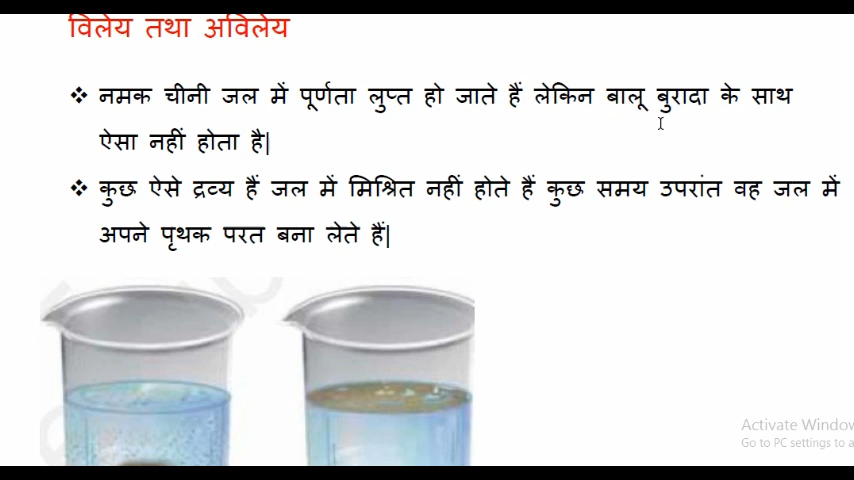 विलेय तथा अविलेय
❖ नमक चीनी जल में पूर्णता लुप्त हो जाते हैं लेकिन बालू बुरादा के साथ
ऐसा नहीं होता है|
❖ कुछ ऐसे द्रव्य हैं जल में मिश्रित नहीं होते हैं कुछ समय उपरांत वह जल में
अपने पृथक परत बना लेते हैं|
Activate Window
Go to PC settings to a